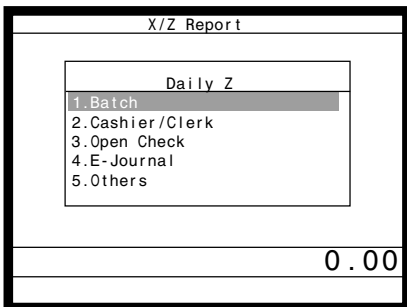 X/Z Report
Daily Z
1.Batch
2.Cashier/Clerk
3.Open Check
4.E-Journal
5.Others
0.00